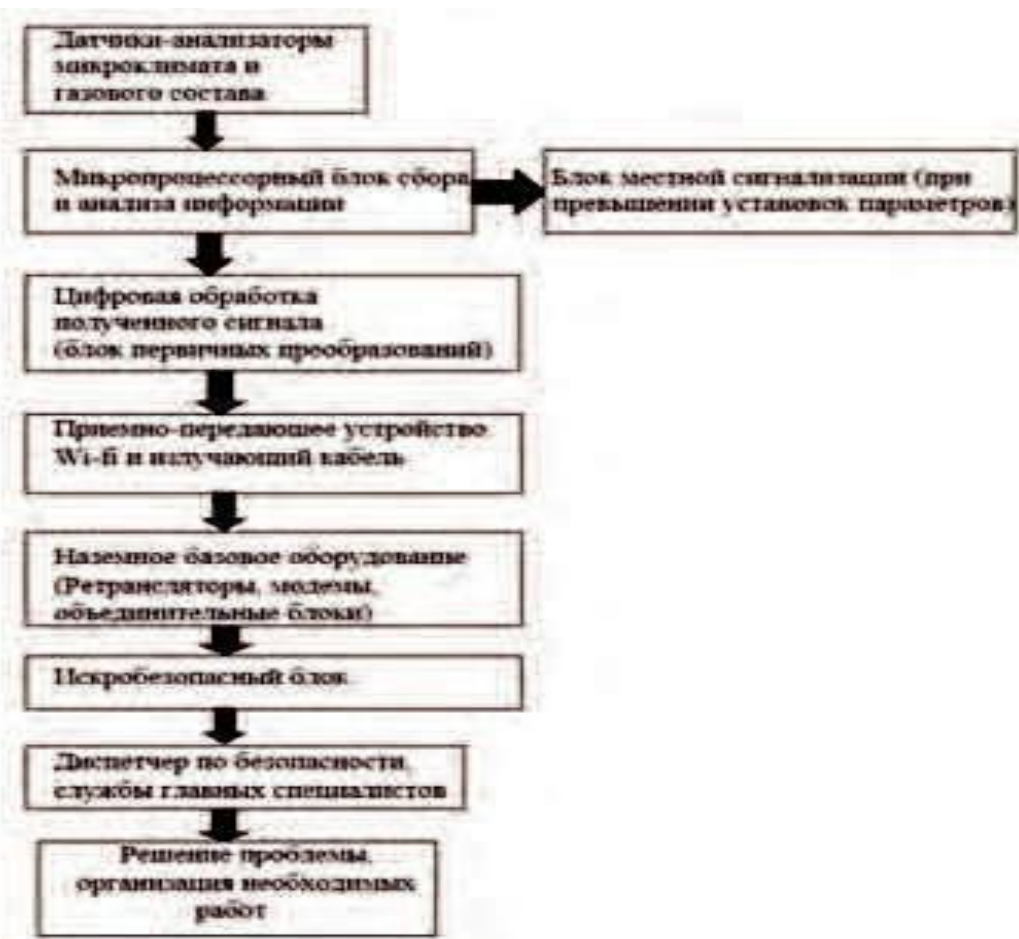 Датчики-анализаторы
микроклимата и
газового состава
Микропроцессорный блок сбора
и анализа информации
Блок местной сигнализации (при
превышении установок параметров)
Цифровая обработка
полученного сигнала
(блок первичных преобразований)
Приемно-передающее устройство
Wi-fi и излучающий кабель
Наземное базовое оборудование
(Ретрансляторы, модемы,
объединительные блоки)
Искробезопасный блок
Диспетчер по безопасности,
службы главных специалистов
Решение проблемы,
организация необходимых
работ